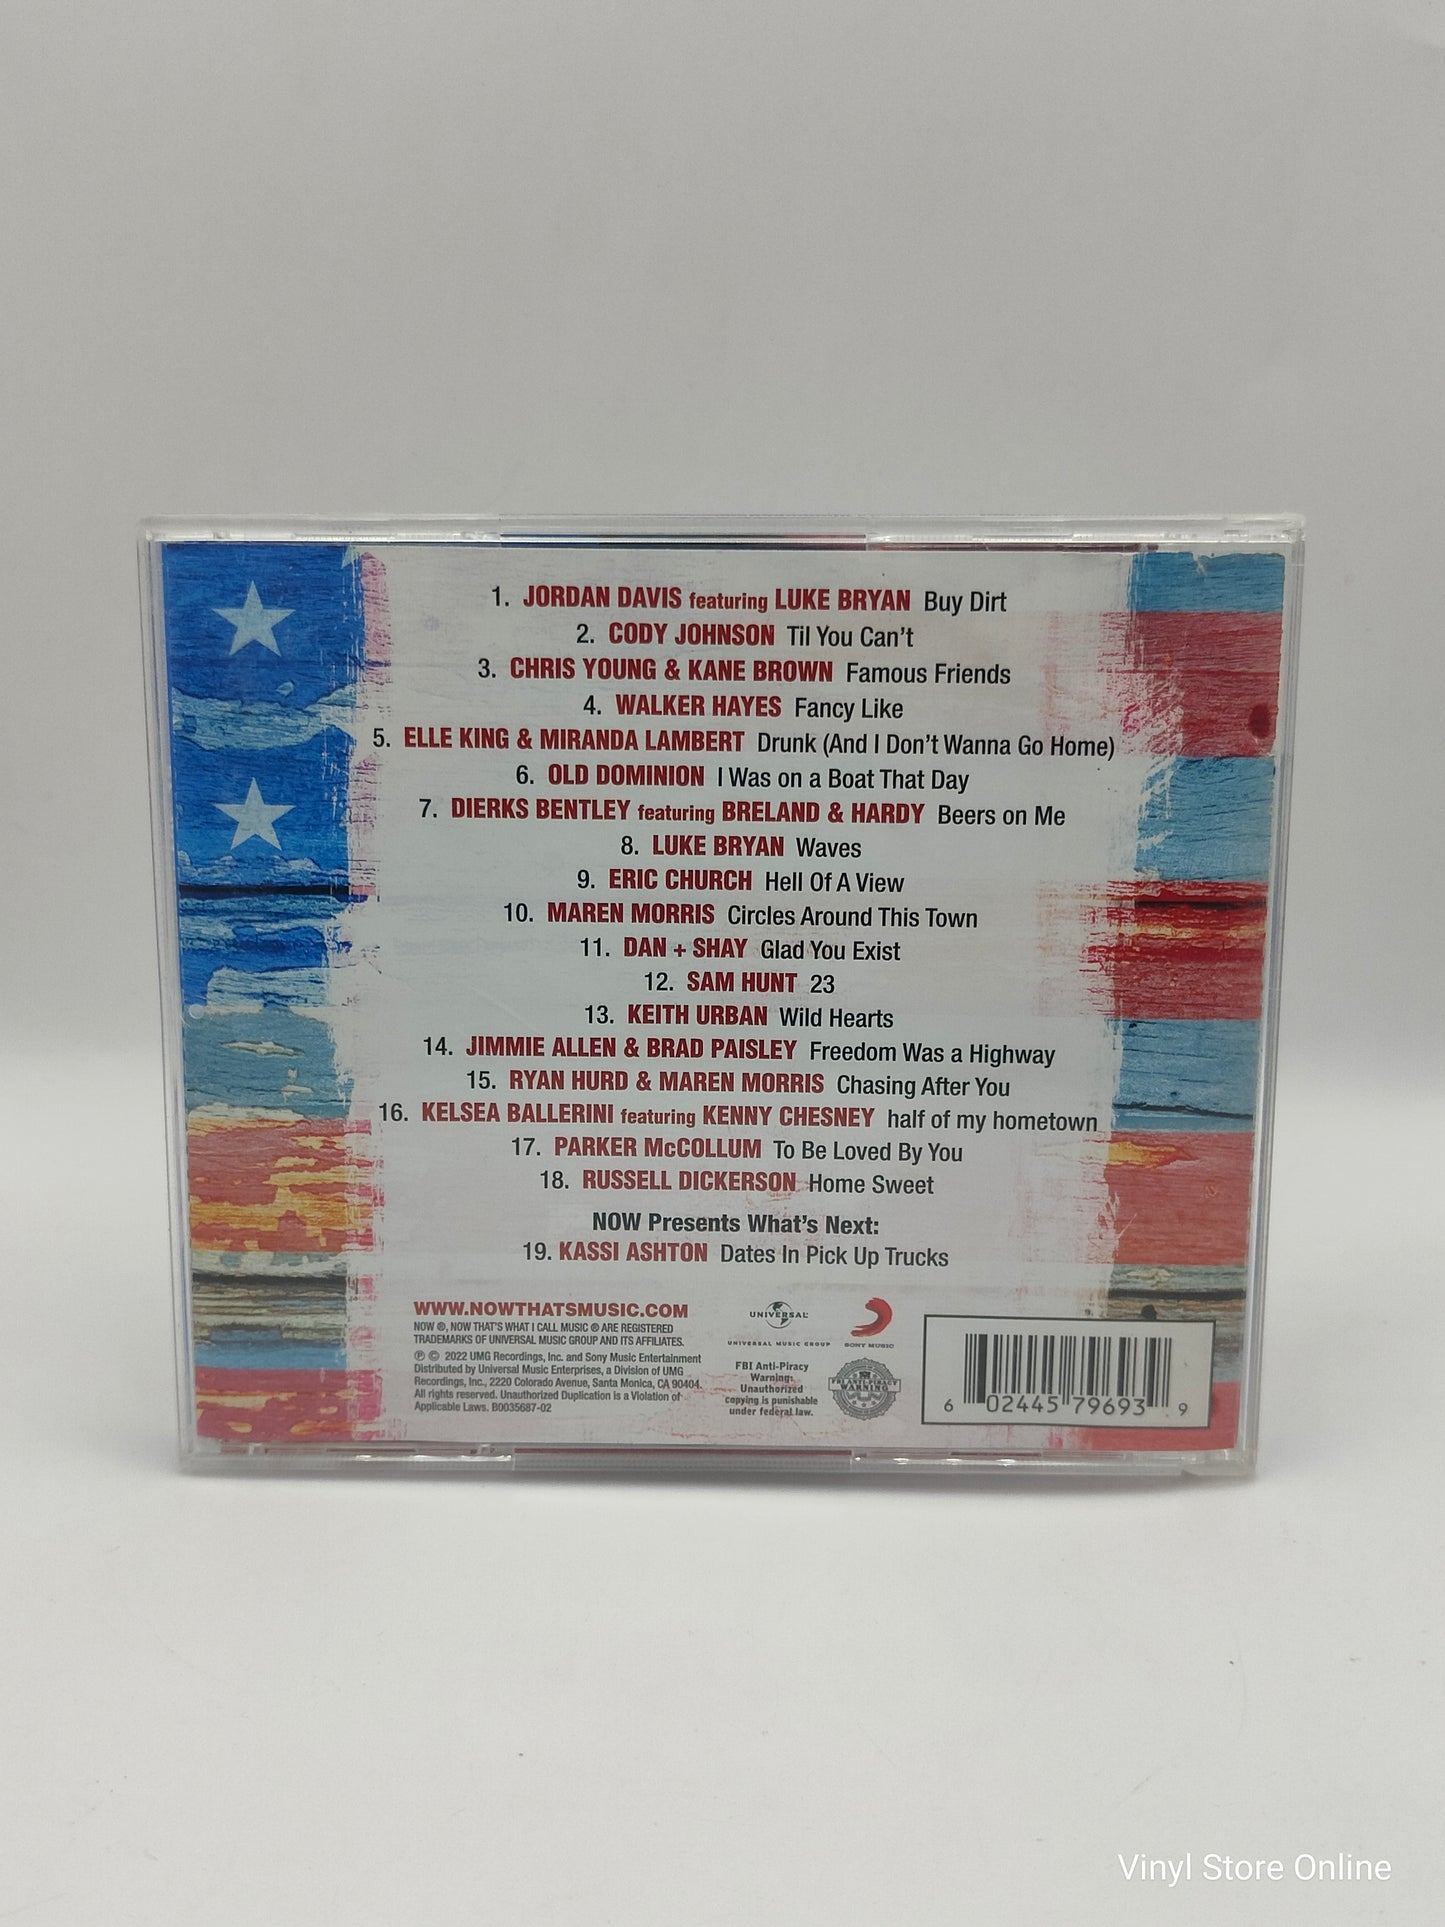 1. JORDAN DAVIS featuring LUKE BRYAN Buy Dirt
2. CODY JOHNSON Til You Can't
3. CHRIS YOUNG & KANE BROWN Famous Friends
4. WALKER HAYES Fancy Like
5. ELLE KING & MIRANDA LAMBERT Drunk (And I Don't Wanna Go Home)
6. OLD DOMINION I Was on a Boat That Day
7. DIERKS BENTLEY featuring BRELAND & HARDY Beers on Me
8. LUKE BRYAN Waves
9. ERIC CHURCH Hell Of A View
10. MAREN MORRIS Circles Around This Town
11. DAN + SHAY Glad You Exist
12. SAM HUNT 23
13. KEITH URBAN Wild Hearts
14. JIMMIE ALLEN & BRAD PAISLEY Freedom Was a Highway
15. RYAN HURD & MAREN MORRIS Chasing After You
16. KELSEA BALLERINI featuring KENNY CHESNEY half of my hometown
17. PARKER McCOLLUM To Be Loved By You
18. RUSSELL DICKERSON Home Sweet
NOW Presents What's Next:
19. KASSI ASHTON Dates In Pick Up Trucks
WWW.NOWTHATSMUSIC.COM
NOW ®, NOW THAT'S WHAT I CALL MUSIC ® ARE REGISTERED
TRADEMARKS OF UNIVERSAL MUSIC GROUP AND ITS AFFILIATES.
℗ © 2022 UMG Recordings, Inc. and Sony Music Entertainment
Distributed by Universal Music Enterprises, a Division of UMG
Recordings, Inc., 2220 Colorado Avenue, Santa Monica, CA 90404.
All rights reserved. Unauthorized Duplication is a Violation of
Applicable Laws. B0035687-02
UNIVERSAL
UNIVERSAL MUSIC GROUP
SONY MUSIC
FBI Anti-Piracy
Warning:
Unauthorized
copying is punishable
under federal law.
FBI ANTI-PIRACY
WARNING
6 02445 79693 9
Vinyl Store Online